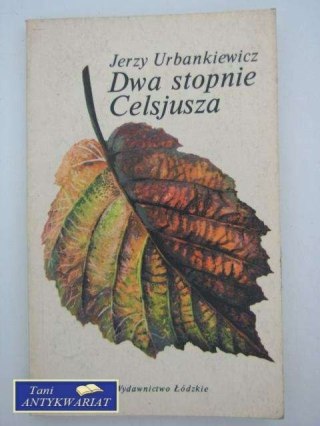 Jerzy Urbankiewicz
Dwa stopnie
Celsjusza
Wydawnictwo Łódzkie
Tani
ANTYKWARIAT